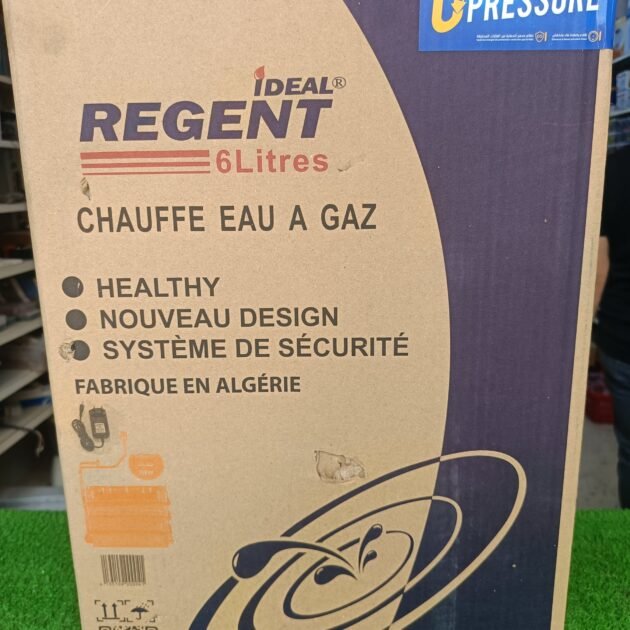 PRESSURE
iDEAL®
REGENT
6Litres
CHAUFFE EAU A GAZ
HEALTHY
NOUVEAU DESIGN
SYSTÈME DE SÉCURITÉ
FABRIQUE EN ALGÉRIE